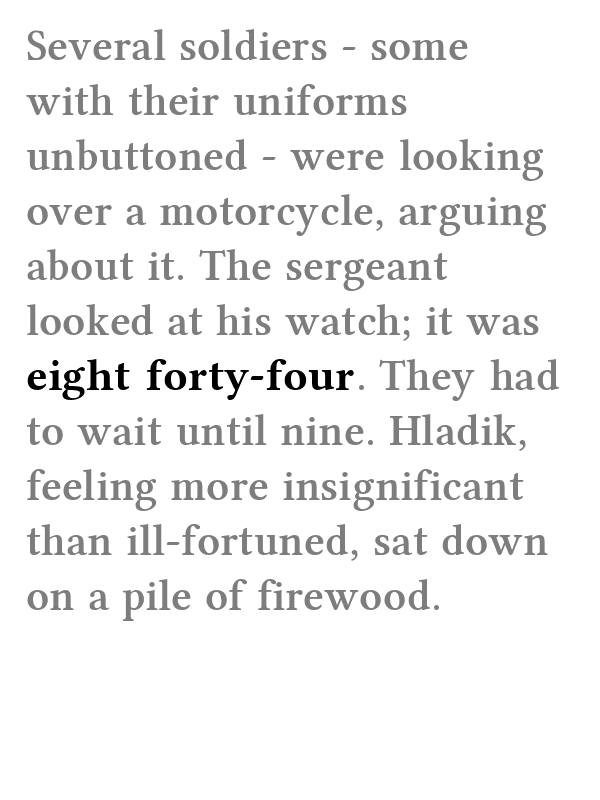 Several soldiers - some
with their uniforms
unbuttoned - were looking
over a motorcycle, arguing
about it. The sergeant
looked at his watch; it was
eight forty-four. They had
to wait until nine. Hladik,
feeling more insignificant
than ill-fortuned, sat down
on a pile of firewood.